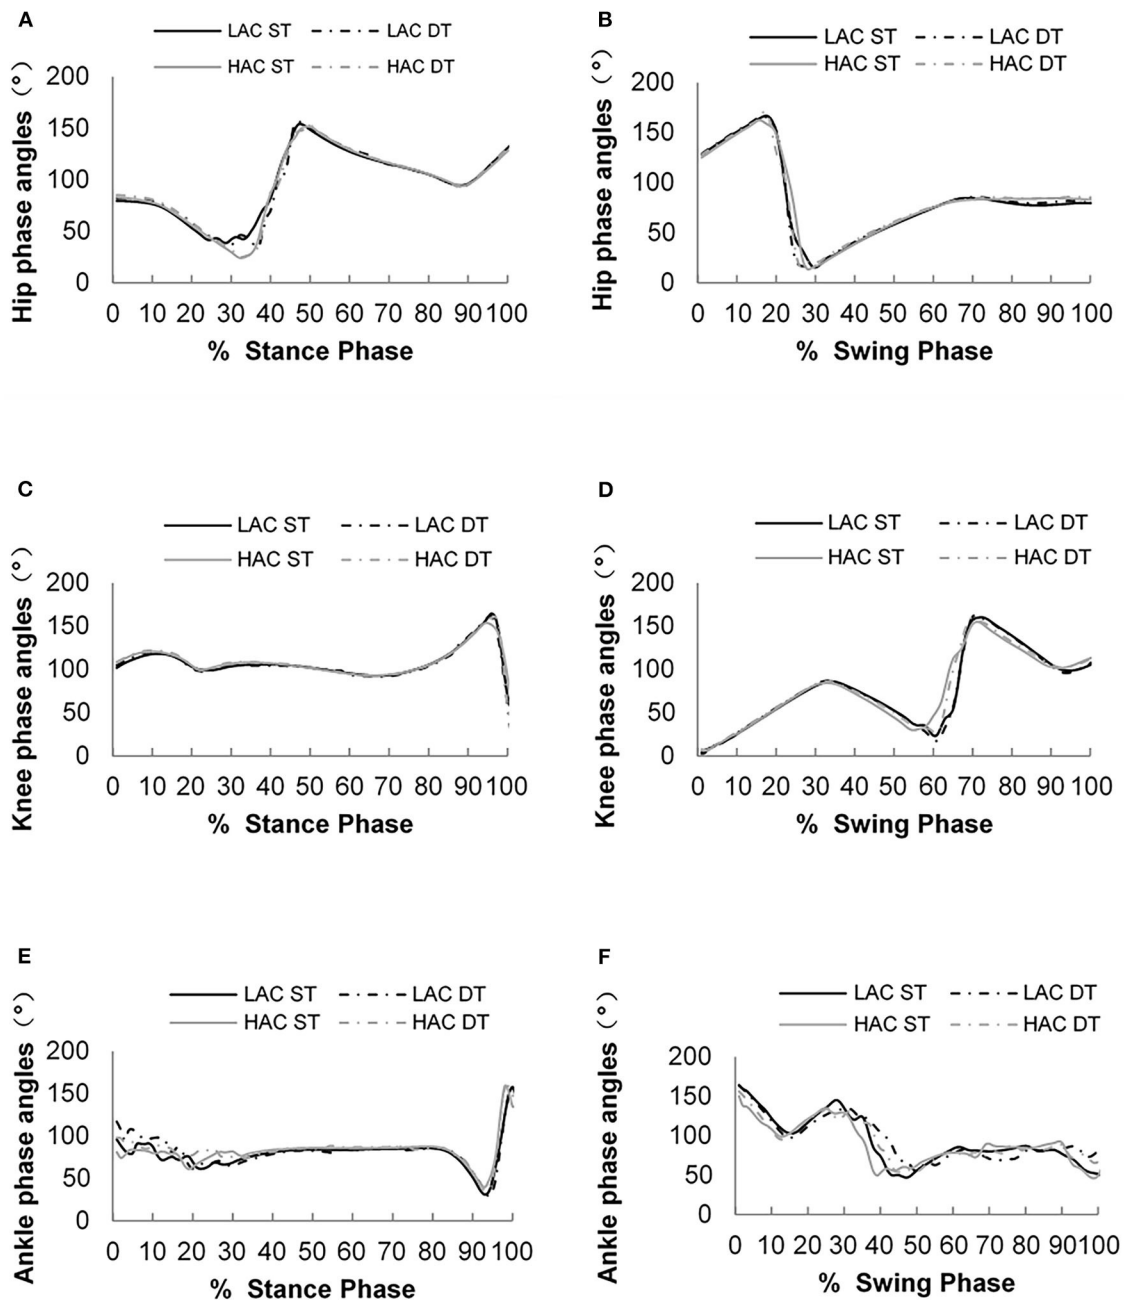 A
LAC ST LAC DT
HAC ST HAC DT
Hip phase angles (°)
200
150
100
50
0
0 10 20 30 40 50 60 70 80 90 100
% Stance Phase
B
LAC ST LAC DT
HAC ST HAC DT
Hip phase angles (°)
200
150
100
50
0
0 10 20 30 40 50 60 70 80 90 100
% Swing Phase
C
LAC ST LAC DT
HAC ST HAC DT
Knee phase angles (°)
200
150
100
50
0
0 10 20 30 40 50 60 70 80 90 100
% Stance Phase
D
LAC ST LAC DT
HAC ST HAC DT
Knee phase angles (°)
200
150
100
50
0
0 10 20 30 40 50 60 70 80 90 100
% Swing Phase
E
LAC ST LAC DT
HAC ST HAC DT
Ankle phase angles (°)
200
150
100
50
0
0 10 20 30 40 50 60 70 80 90 100
% Stance Phase
F
LAC ST LAC DT
HAC ST HAC DT
Ankle phase angles (°)
200
150
100
50
0
0 10 20 30 40 50 60 70 80 90 100
% Swing Phase